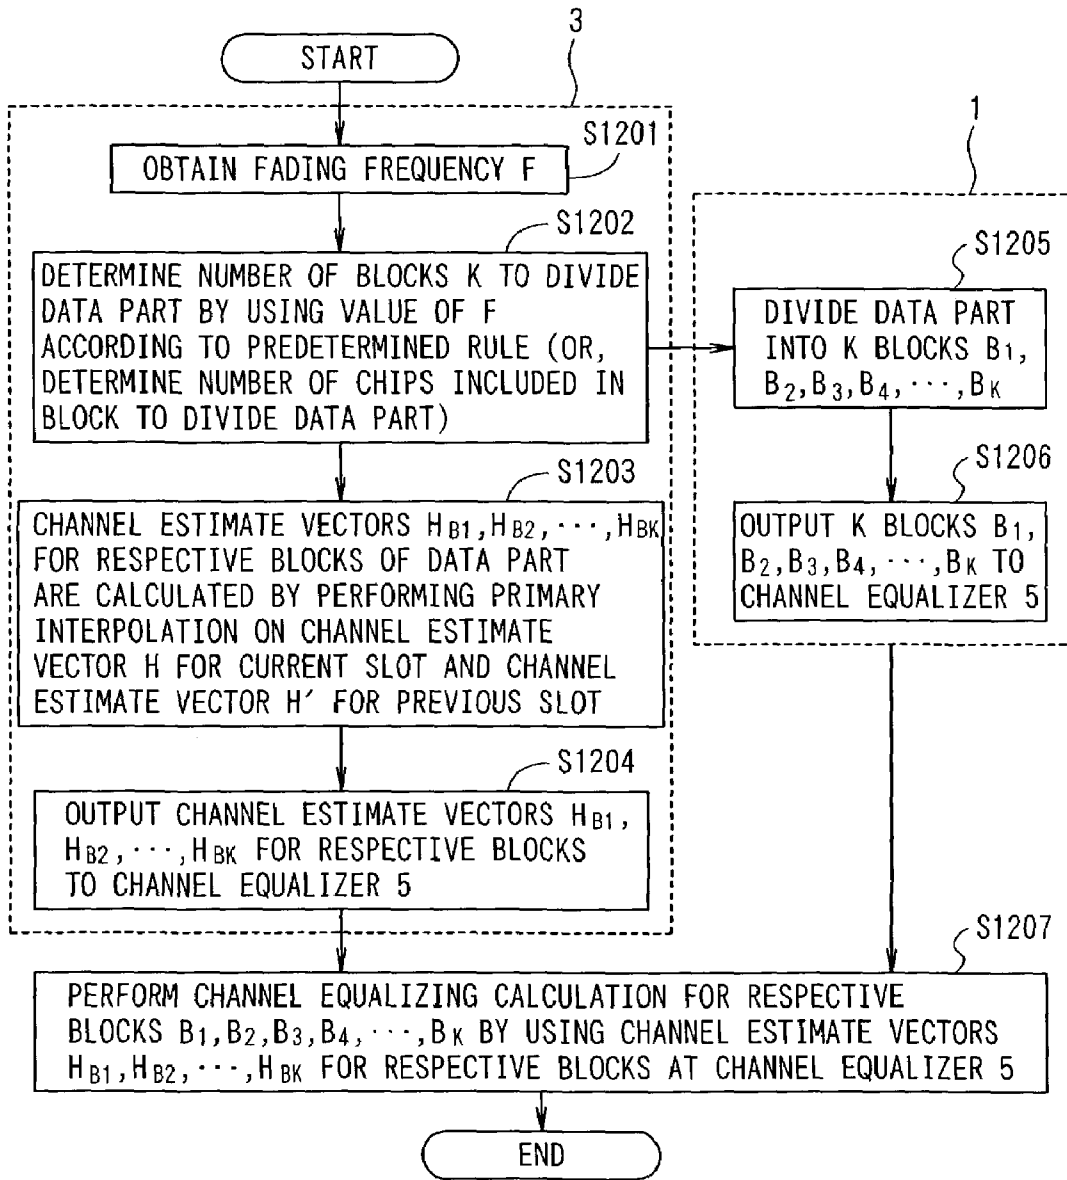 3
START
1
S1201
OBTAIN FADING FREQUENCY F
S1202
DETERMINE NUMBER OF BLOCKS K TO DIVIDE
DATA PART BY USING VALUE OF F
ACCORDING TO PREDETERMINED RULE (OR,
DETERMINE NUMBER OF CHIPS INCLUDED IN
BLOCK TO DIVIDE DATA PART)
S1205
DIVIDE DATA PART
INTO K BLOCKS B1,
B2,B3,B4,···,BK
S1203
CHANNEL ESTIMATE VECTORS HB1,HB2,···,HBK
FOR RESPECTIVE BLOCKS OF DATA PART
ARE CALCULATED BY PERFORMING PRIMARY
INTERPOLATION ON CHANNEL ESTIMATE
VECTOR H FOR CURRENT SLOT AND CHANNEL
ESTIMATE VECTOR H' FOR PREVIOUS SLOT
S1206
OUTPUT K BLOCKS B1,
B2,B3,B4,···,BK TO
CHANNEL EQUALIZER 5
S1204
OUTPUT CHANNEL ESTIMATE VECTORS HB1,
HB2,···,HBK FOR RESPECTIVE BLOCKS
TO CHANNEL EQUALIZER 5
S1207
PERFORM CHANNEL EQUALIZING CALCULATION FOR RESPECTIVE
BLOCKS B1,B2,B3,B4,···,BK BY USING CHANNEL ESTIMATE VECTORS
HB1,HB2,···,HBK FOR RESPECTIVE BLOCKS AT CHANNEL EQUALIZER 5
END